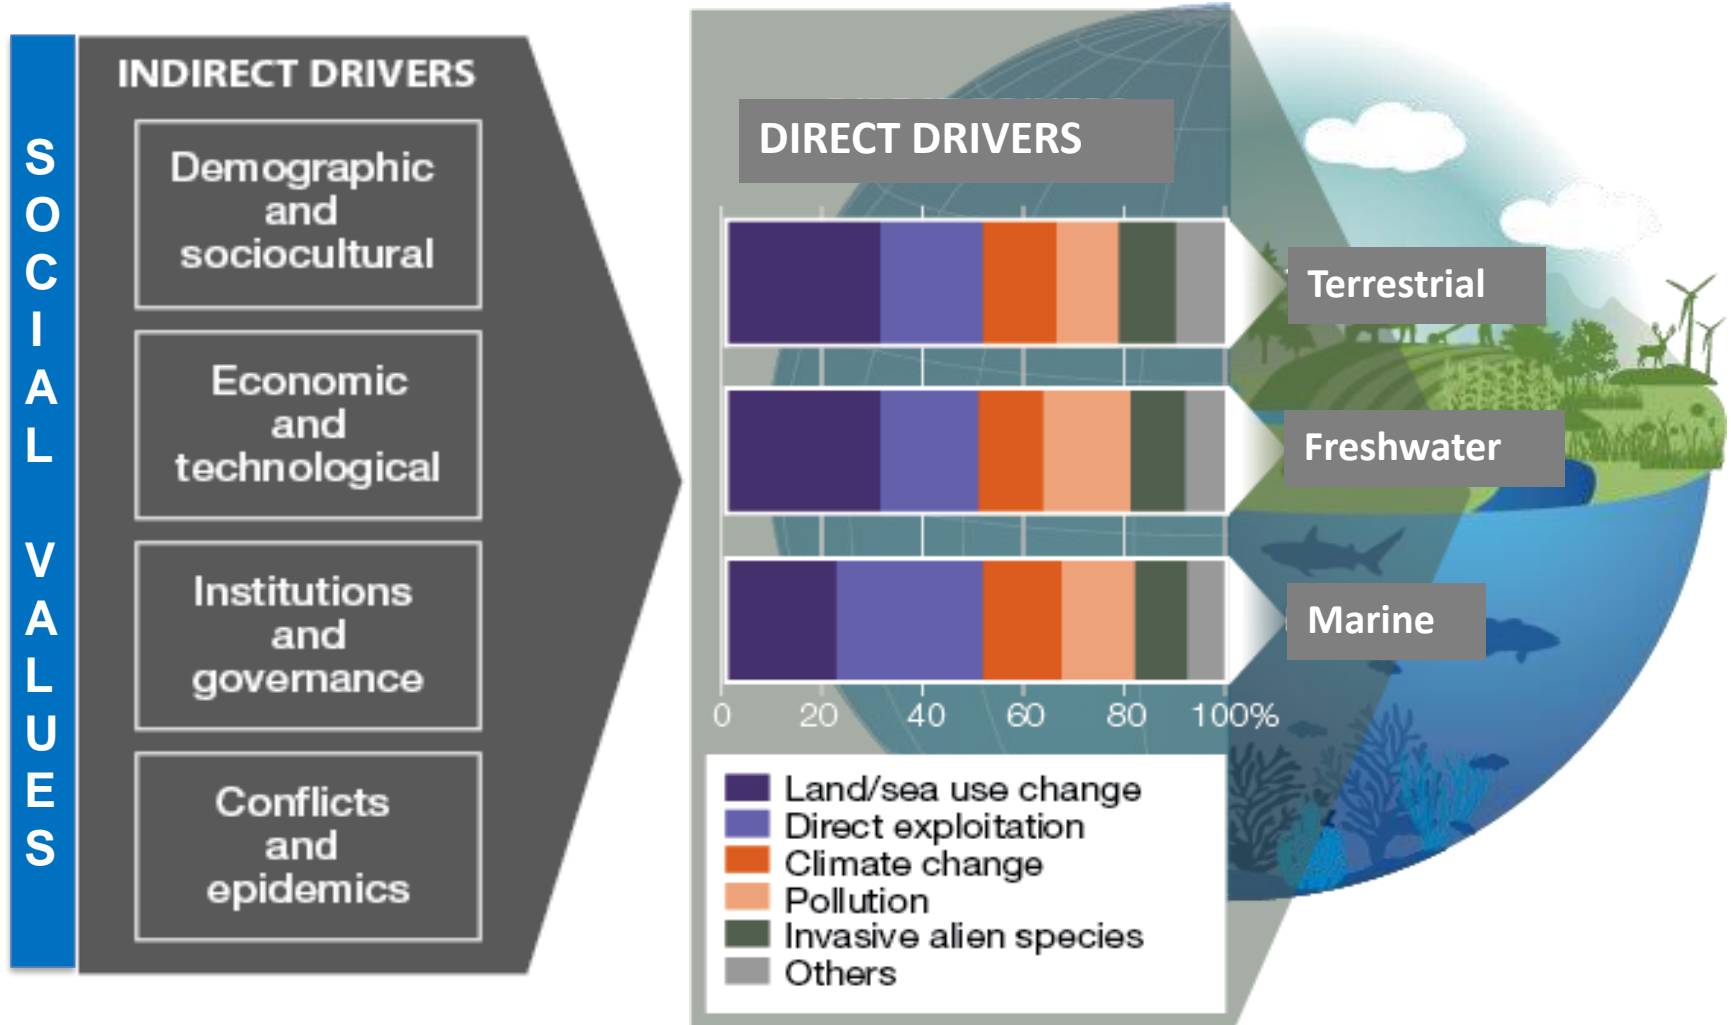 SOCIAL VALUES
INDIRECT DRIVERS
Demographic
and
sociocultural
Economic
and
technological
Institutions
and
governance
Conflicts
and
epidemics
DIRECT DRIVERS
Terrestrial
Freshwater
Marine
0 20 40 60 80 100%
Land/sea use change
Direct exploitation
Climate change
Pollution
Invasive alien species
Others